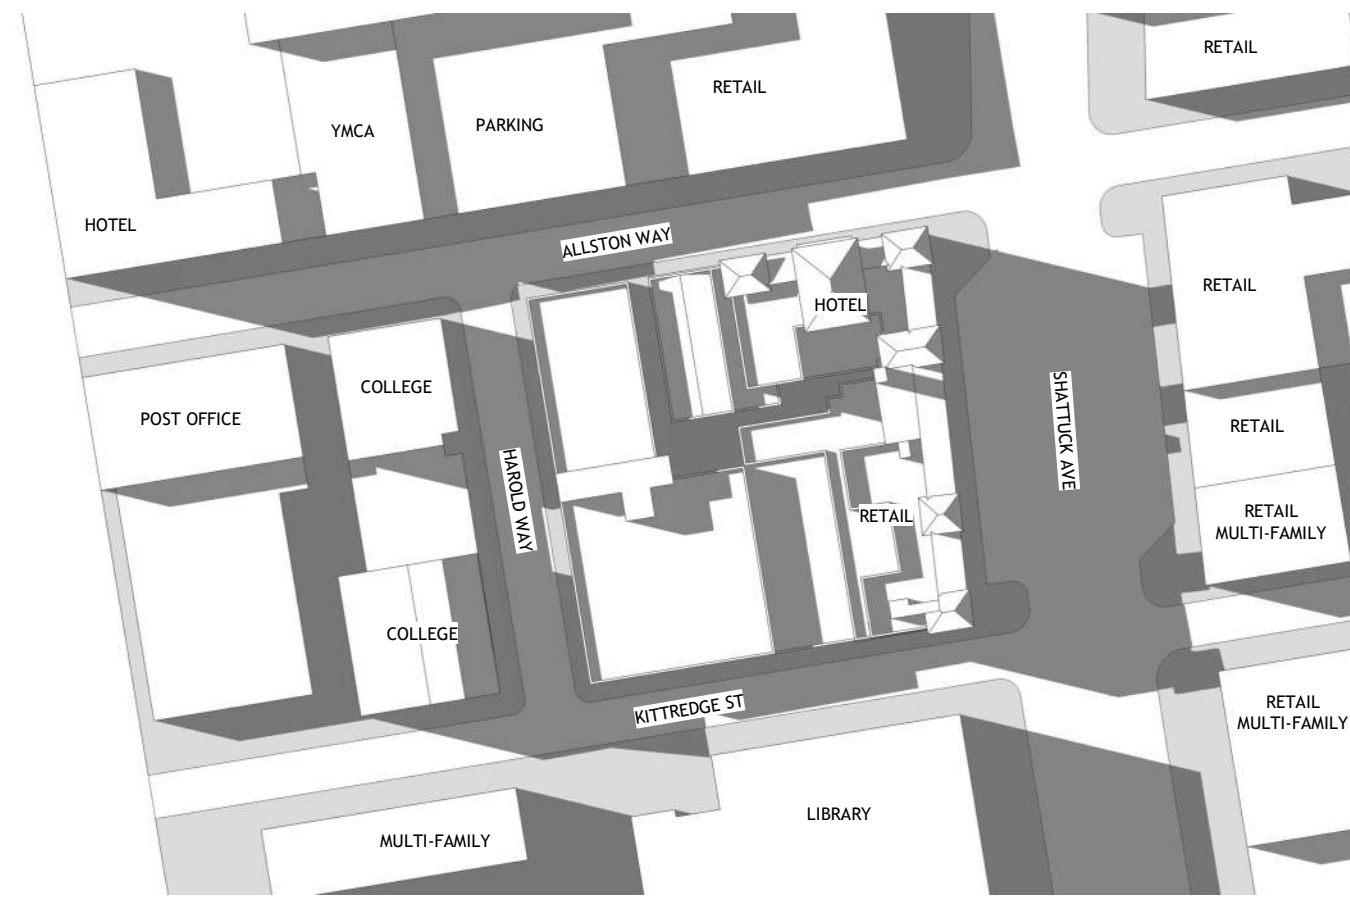 RETAIL
RETAIL
PARKING
YMCA
HOTEL
ALLSTON WAY
RETAIL
HOTEL
COLLEGE
POST OFFICE
SHATTUCK AVE
RETAIL
HAROLD WAY
RETAIL
RETAIL
MULTI-FAMILY
COLLEGE
KITTREDGE ST
RETAIL
MULTI-FAMILY
LIBRARY
MULTI-FAMILY